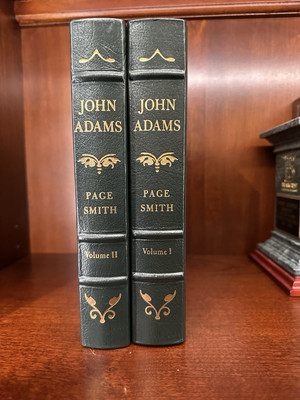 JOHN
ADAMS
PAGE
SMITH
Volume II
JOHN
ADAMS
PAGE
SMITH
Volume I